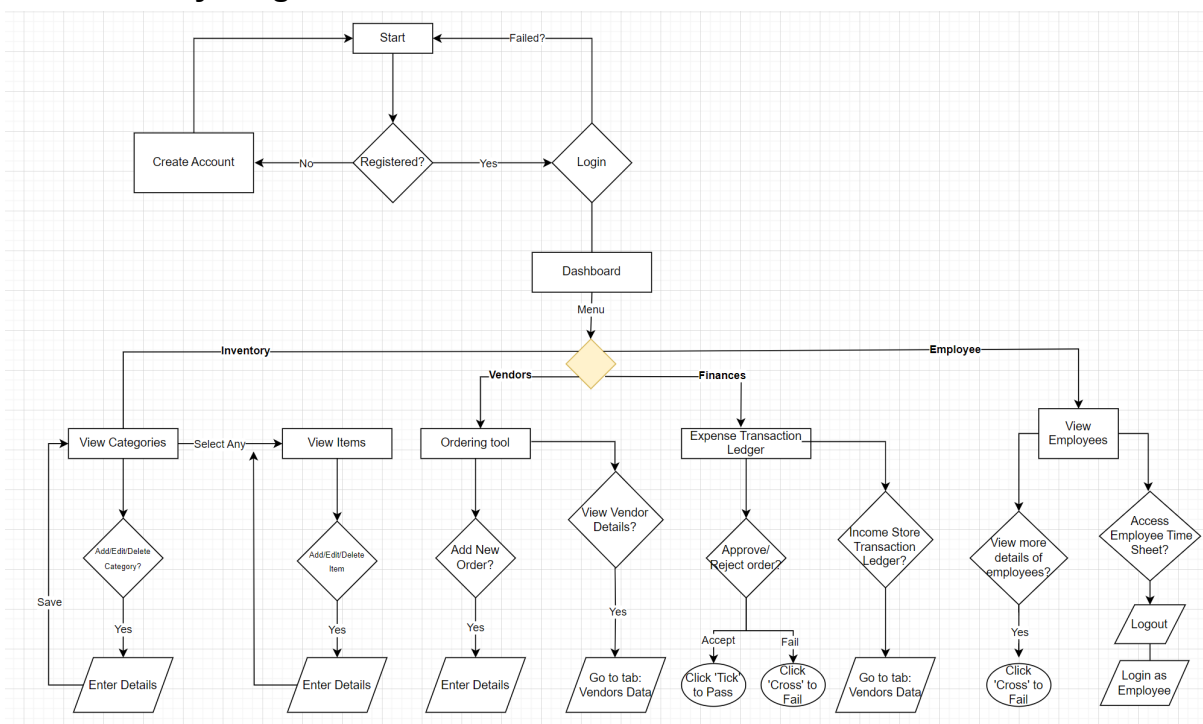 Start
Failed?
Create Account
No
Registered?
Yes
Login
Dashboard
Menu
Inventory
Employee
Vendors
Finances
View Categories
Select Any
View Items
Ordering tool
Expense Transaction
Ledger
View
Employees
Add/Edit/Delete
Category?
Add/Edit/Delete
Item
Add New
Order?
View Vendor
Details?
Approve/
Reject order?
Income Store
Transaction
Ledger?
View more
details of
employees?
Access
Employee Time
Sheet?
Save
Yes
Yes
Yes
Yes
Accept
Fail
Yes
Logout
Enter Details
Enter Details
Enter Details
Go to tab:
Vendors Data
Click 'Tick'
to Pass
Click
'Cross' to
Fail
Go to tab:
Vendors Data
Click
'Cross' to
Fail
Login as
Employee